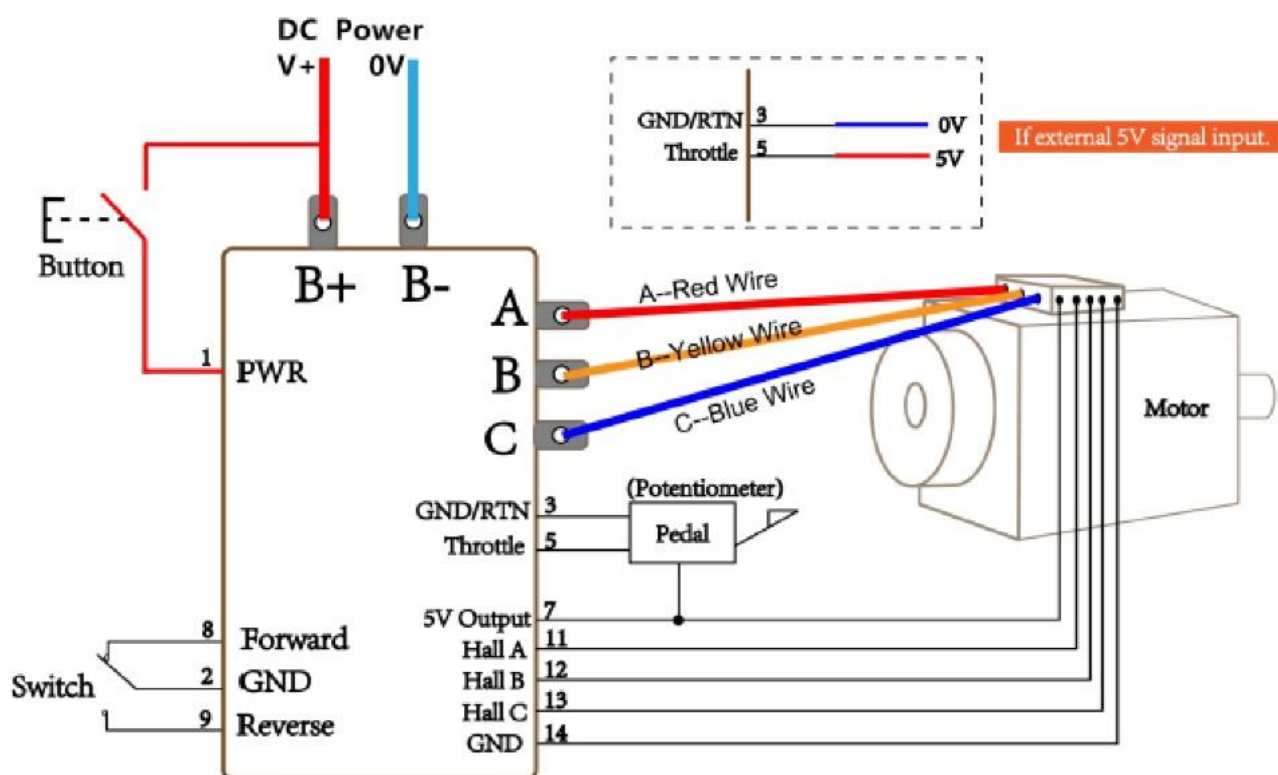 DC Power
V+ 0V
GND/RTN 3 0V
Throttle 5 5V
If external 5V signal input.
Button
B+ B-
A
A--Red Wire
B
B--Yellow Wire
C
C--Blue Wire
Motor
1 PWR
(Potentiometer)
GND/RTN 3
Throttle 5
Pedal
5V Output 7
Hall A 11
Hall B 12
Hall C 13
GND 14
8 Forward
Switch
2 GND
9 Reverse